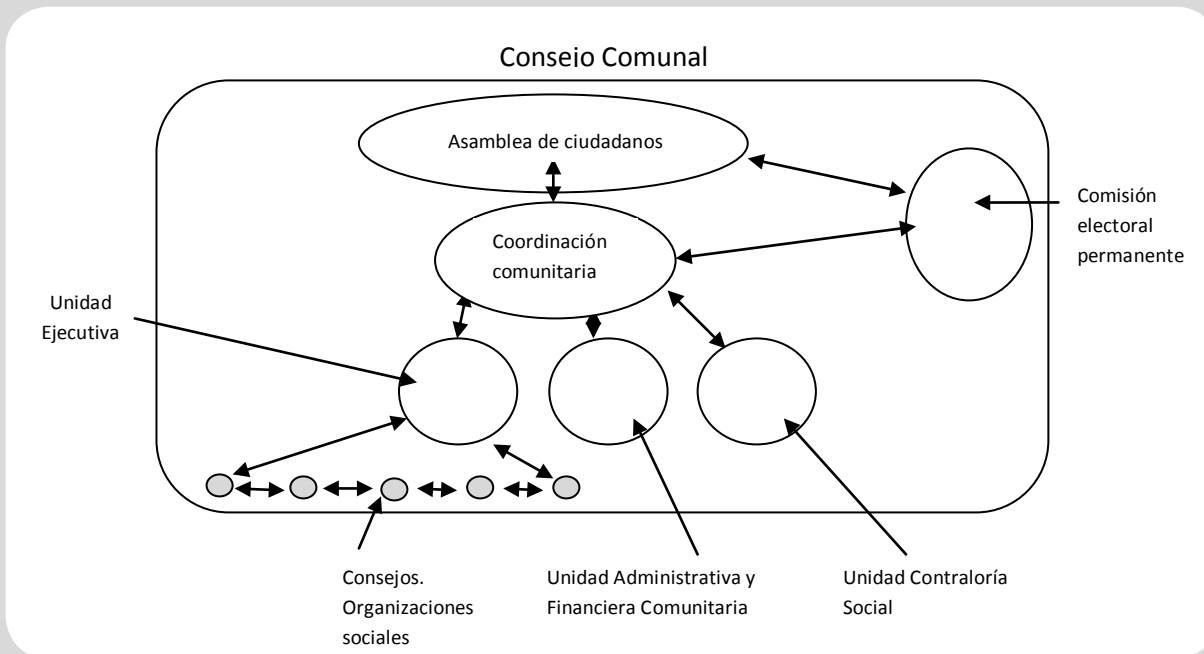 Consejo Comunal
Asamblea de ciudadanos
Coordinación
comunitaria
Comisión
electoral
permanente
Unidad
Ejecutiva
Consejos.
Organizaciones
sociales
Unidad Administrativa y
Financiera Comunitaria
Unidad Contraloría
Social